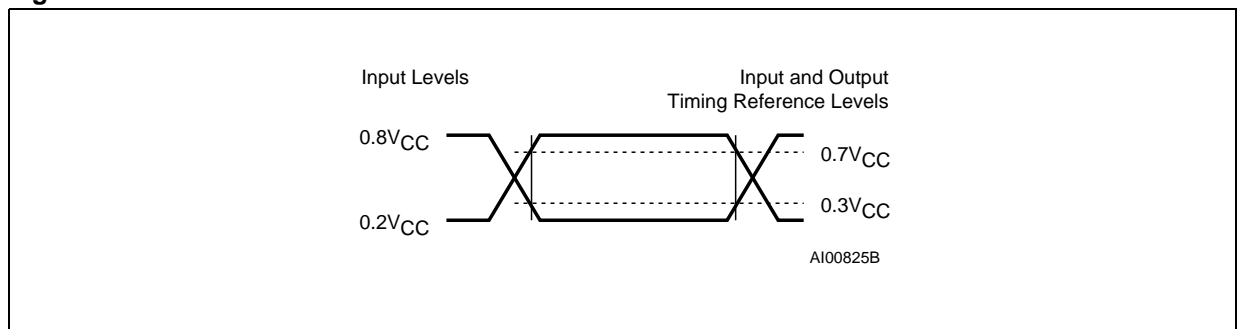 Input Levels
Input and Output
Timing Reference Levels
0.8VCC
0.7VCC
0.3VCC
0.2VCC
AI00825B